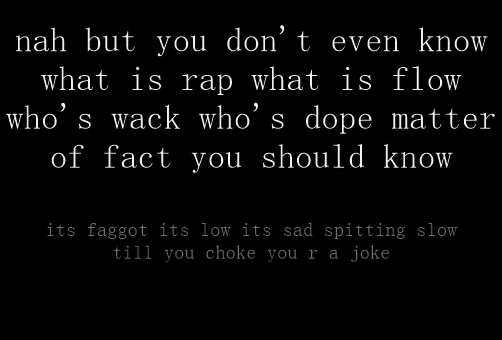 nah but you don't even know
what is rap what is flow
who's wack who's dope matter
of fact you should know
its faggot its low its sad spitting slow
till you choke you r a joke